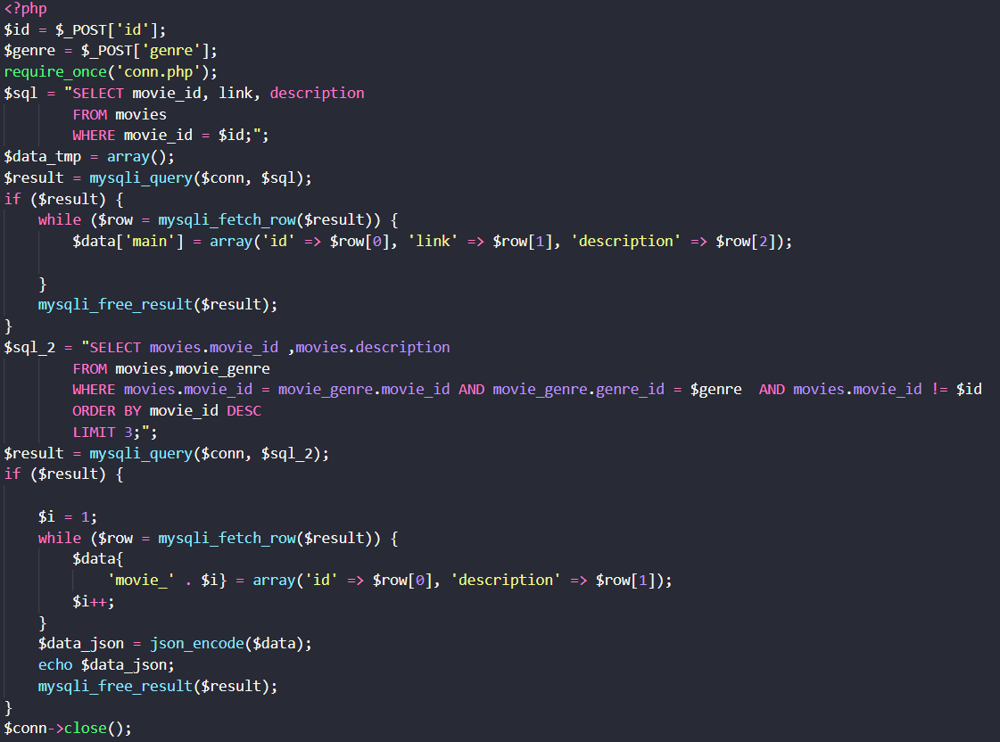 <?php
$id = $_POST['id'];
$genre = $_POST['genre'];
require_once('conn.php');
$sql = "SELECT movie_id, link, description
        FROM movies
        WHERE movie_id = $id;";
$data_tmp = array();
$result = mysqli_query($conn, $sql);
if ($result) {
    while ($row = mysqli_fetch_row($result)) {
        $data['main'] = array('id' => $row[0], 'link' => $row[1], 'description' => $row[2]);
    }
    mysqli_free_result($result);
}
$sql_2 = "SELECT movies.movie_id ,movies.description
        FROM movies,movie_genre
        WHERE movies.movie_id = movie_genre.movie_id AND movie_genre.genre_id = $genre  AND movies.movie_id != $id
        ORDER BY movie_id DESC
        LIMIT 3;";
$result = mysqli_query($conn, $sql_2);
if ($result) {
    $i = 1;
    while ($row = mysqli_fetch_row($result)) {
        $data{
            'movie_' . $i} = array('id' => $row[0], 'description' => $row[1]);
        $i++;
    }
    $data_json = json_encode($data);
    echo $data_json;
    mysqli_free_result($result);
}
$conn->close();